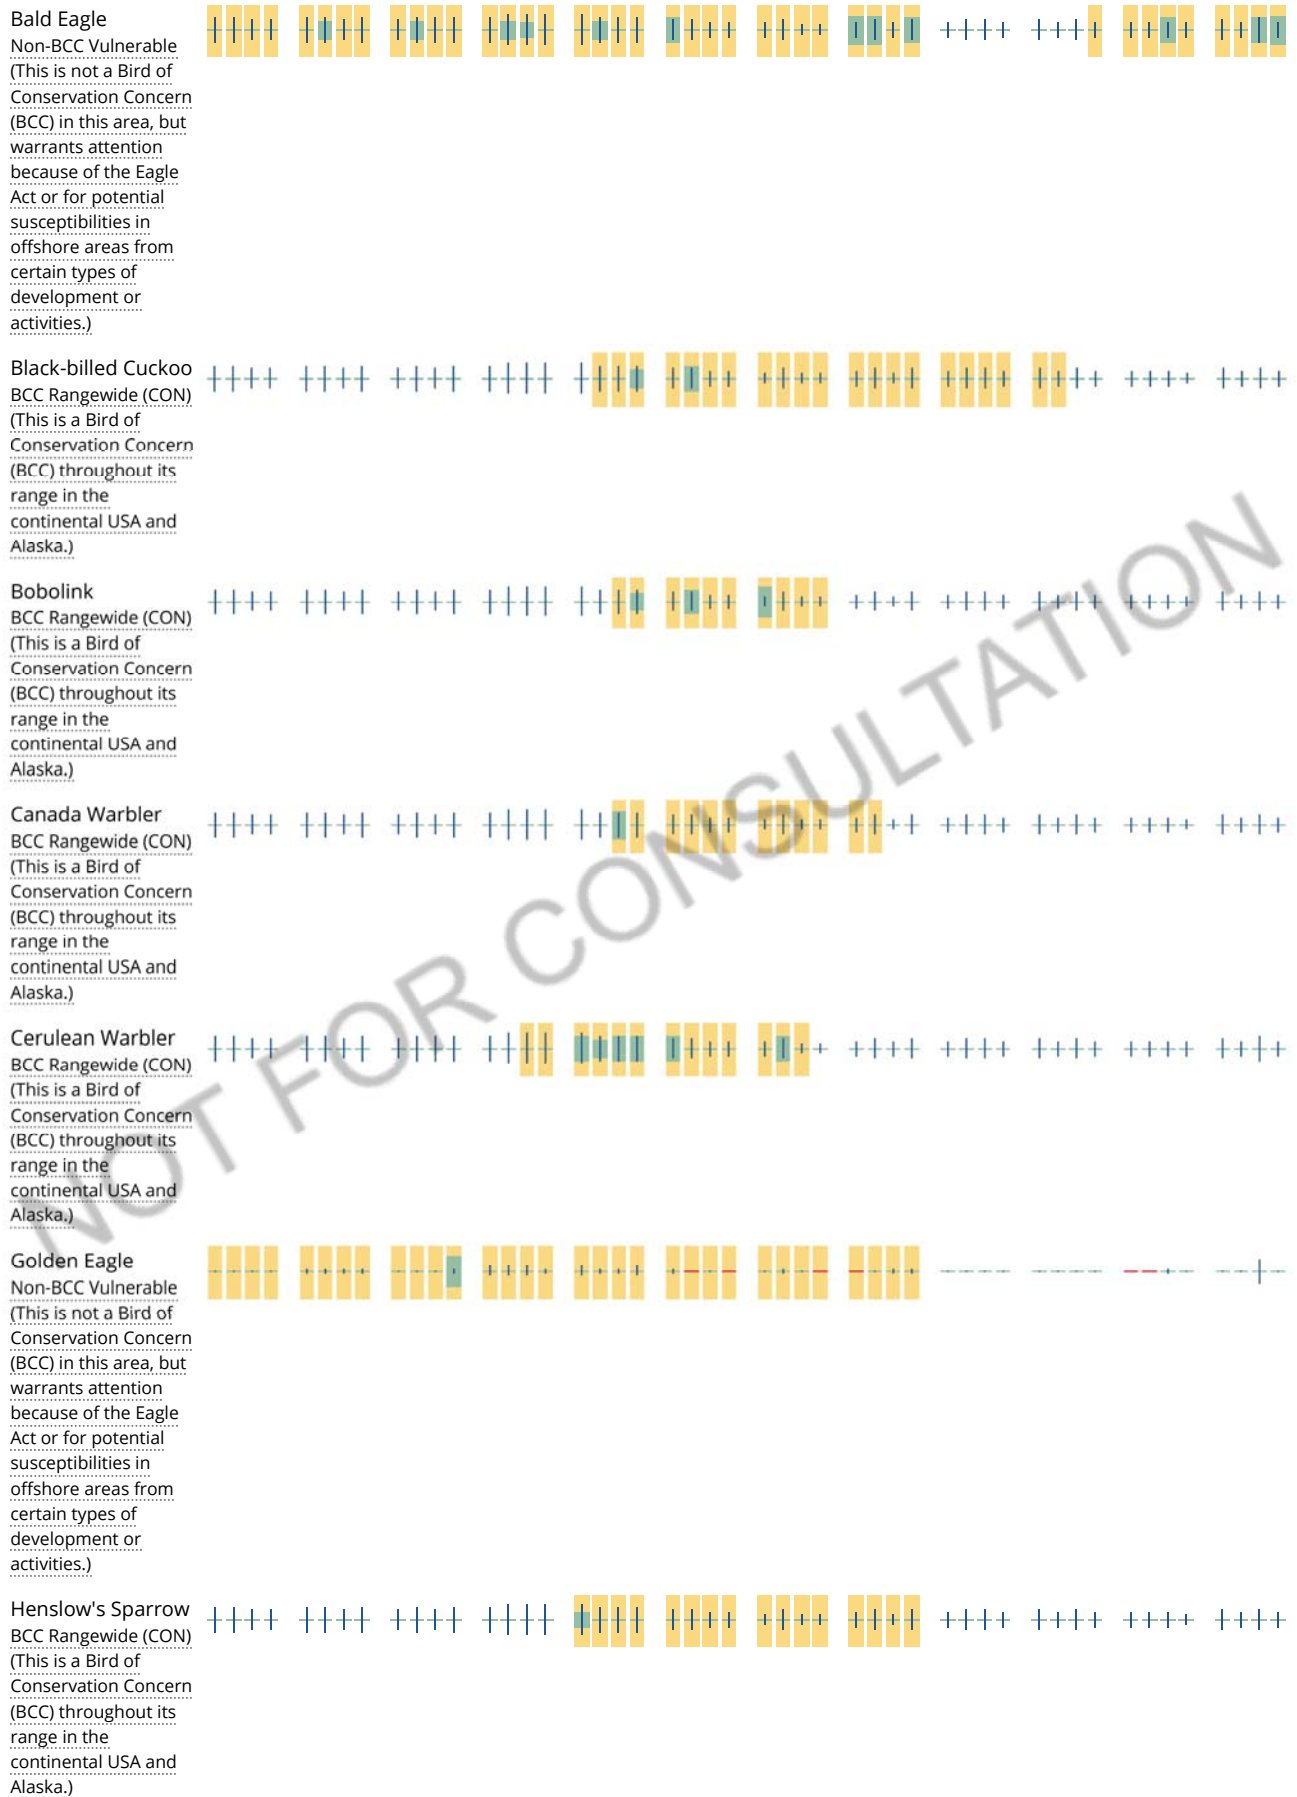 Bald Eagle
Non-BCC Vulnerable
(This is not a Bird of
Conservation Concern
(BCC) in this area, but
warrants attention
because of the Eagle
Act or for potential
susceptibilities in
offshore areas from
certain types of
development or
activities.)
Black-billed Cuckoo
BCC Rangewide (CON)
(This is a Bird of
Conservation Concern
(BCC) throughout its
range in the
continental USA and
Alaska.)
Bobolink
BCC Rangewide (CON)
(This is a Bird of
Conservation Concern
(BCC) throughout its
range in the
continental USA and
Alaska.)
Canada Warbler
BCC Rangewide (CON)
(This is a Bird of
Conservation Concern
(BCC) throughout its
range in the
continental USA and
Alaska.)
Cerulean Warbler
BCC Rangewide (CON)
(This is a Bird of
Conservation Concern
(BCC) throughout its
range in the
continental USA and
Alaska.)
Golden Eagle
Non-BCC Vulnerable
(This is not a Bird of
Conservation Concern
(BCC) in this area, but
warrants attention
because of the Eagle
Act or for potential
susceptibilities in
offshore areas from
certain types of
development or
activities.)
Henslow's Sparrow
BCC Rangewide (CON)
(This is a Bird of
Conservation Concern
(BCC) throughout its
range in the
continental USA and
Alaska.)
NOT FOR CONSULTATION